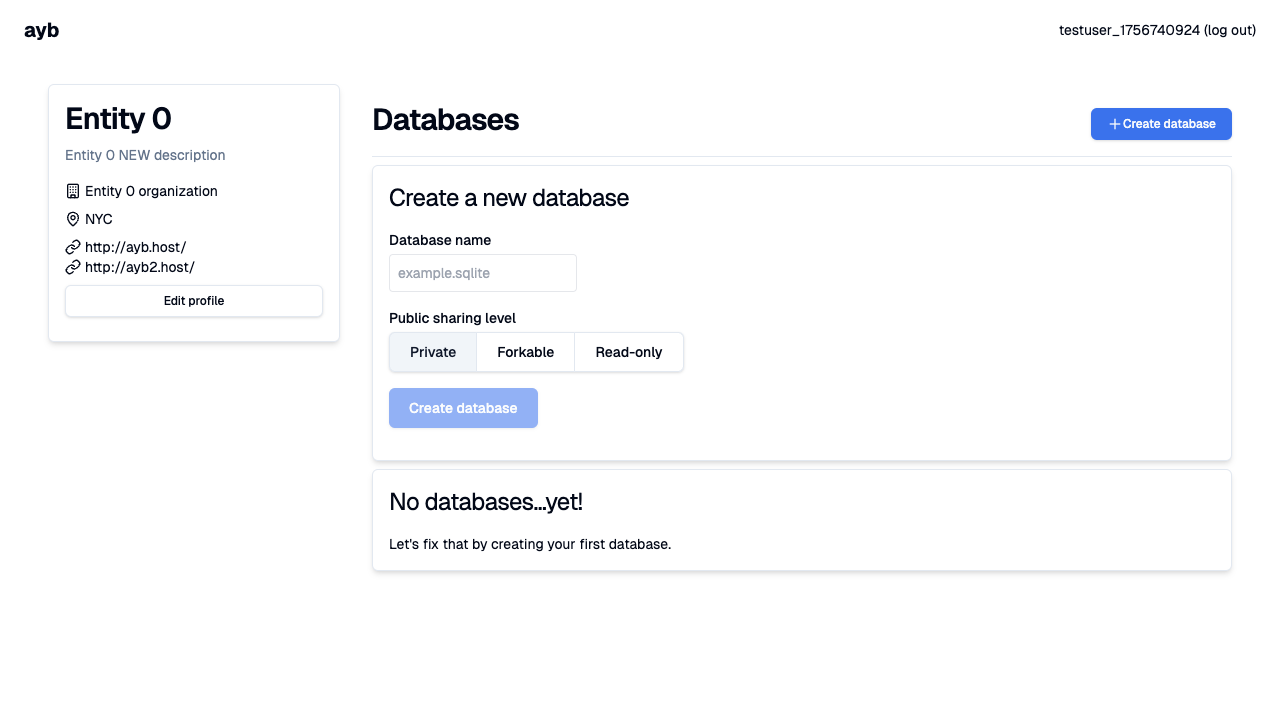 ayb
testuser_1756740924 (log out)
Entity 0
Entity 0 NEW description
Entity 0 organization
NYC
http://ayb.host/
http://ayb2.host/
Edit profile
Databases
Create database
Create a new database
Database name
example.sqlite
Public sharing level
Private Forkable Read-only
Create database
No databases...yet!
Let's fix that by creating your first database.